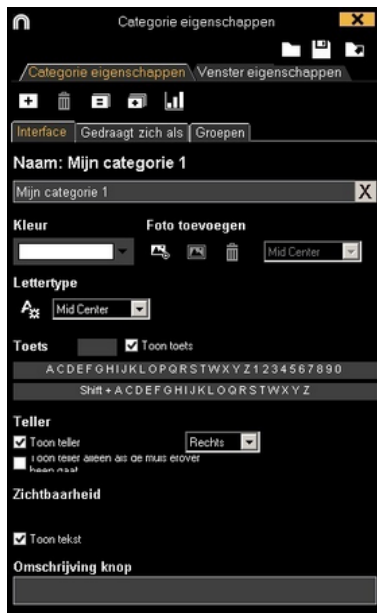 Categorie eigenschappen
X
Categorie eigenschappen Venster eigenschappen
Interface Gedraagt zich als Groepen
Naam: Mijn categorie 1
Mijn categorie 1 X
Kleur Foto toevoegen
Mid Center
Lettertype
Mid Center
Toets Toon toets
A C D E F G H I J K L O P Q R S T W X Y Z 1 2 3 4 5 6 7 8 9 0
Shift + A C D E F G H I J K L O Q R S T W X Y Z
Teller
Toon teller Rechts
Toon teller alleen als de muis erover
heen gaat
Zichtbaarheid
Toon tekst
Omschrijving knop